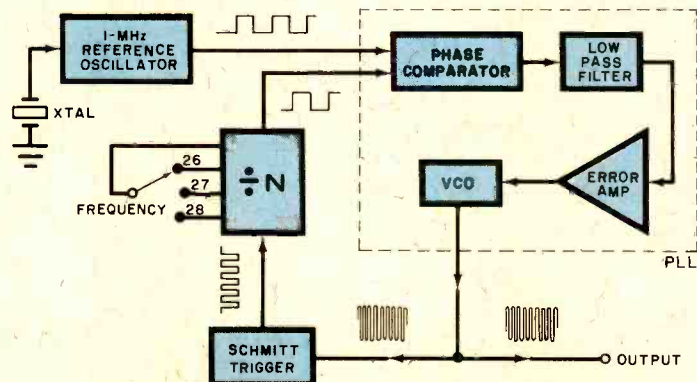 1-MHz
REFERENCE
OSCILLATOR
PHASE
COMPARATOR
LOW
PASS
FILTER
XTAL
26
27
28
FREQUENCY
÷N
VCO
ERROR
AMP
PLL
SCHMITT
TRIGGER
OUTPUT